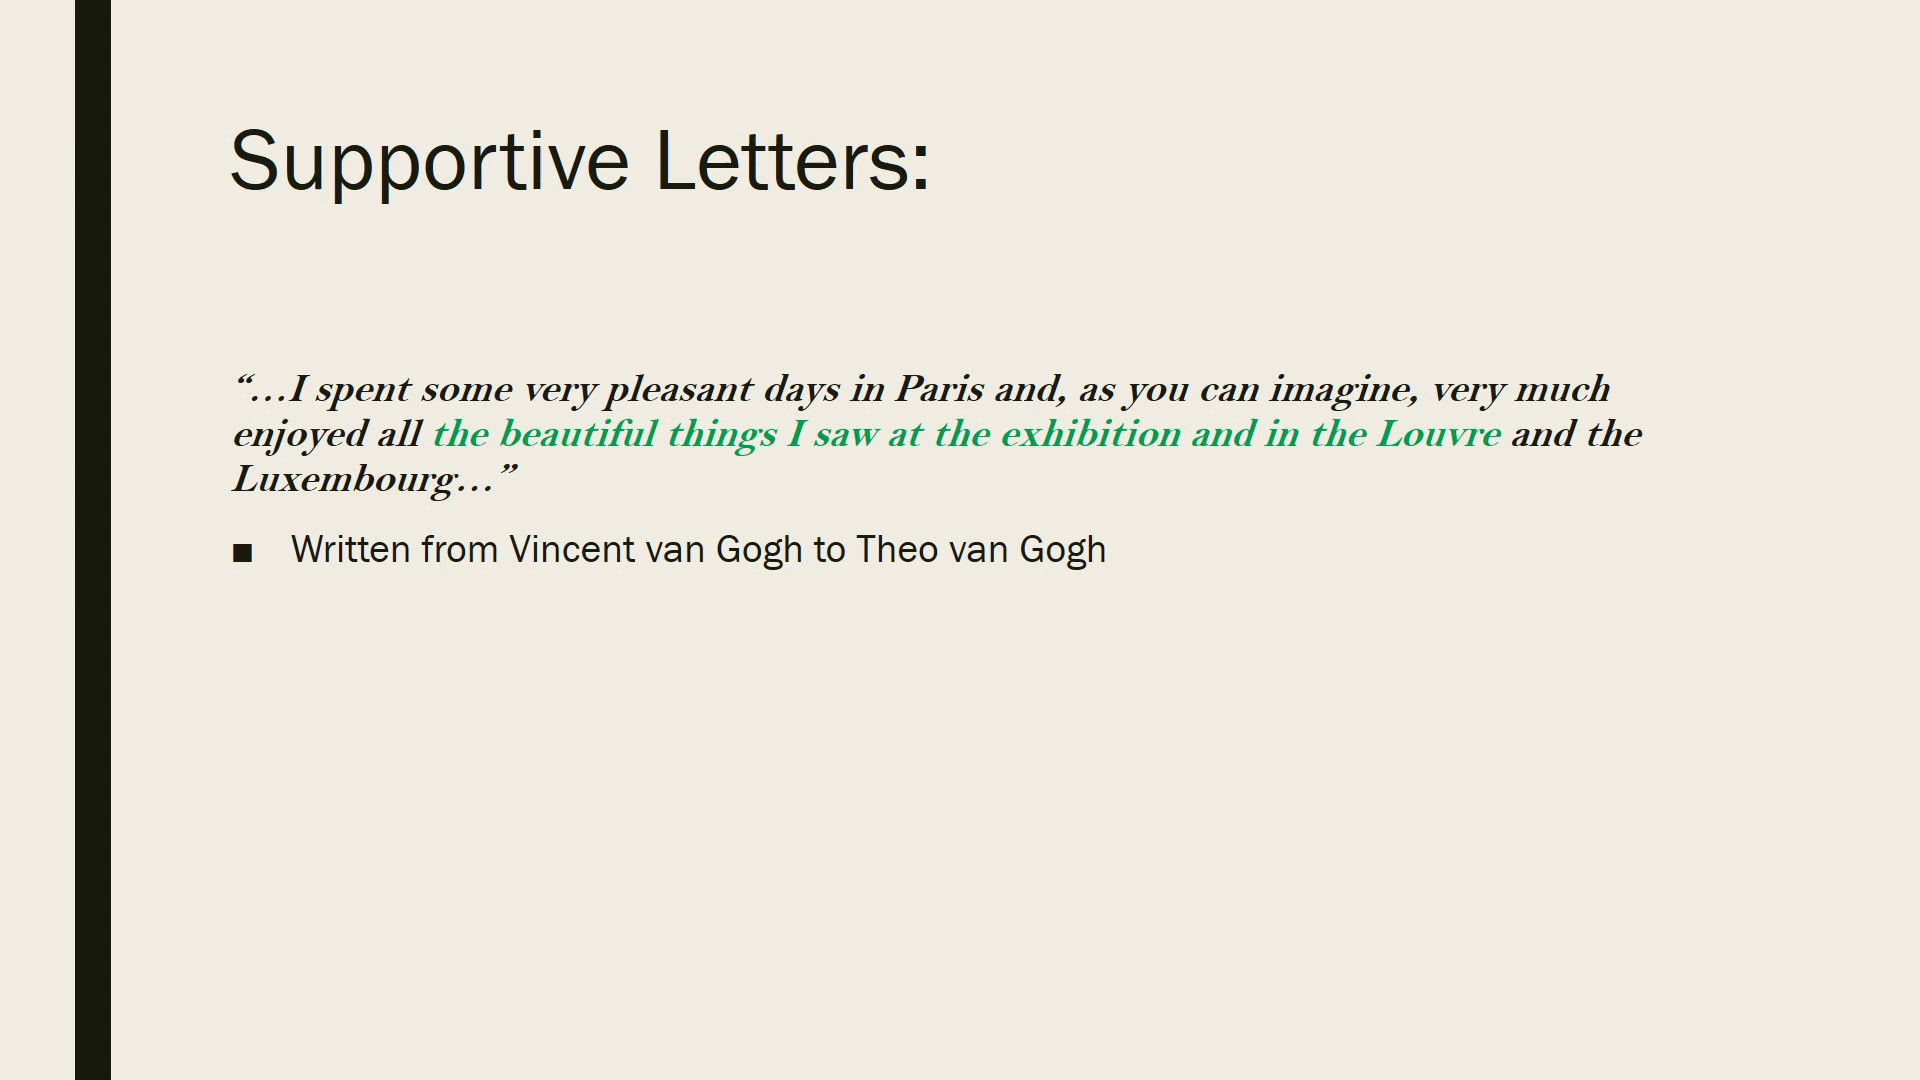 Supportive Letters:
“…I spent some very pleasant days in Paris and, as you can imagine, very much
enjoyed all the beautiful things I saw at the exhibition and in the Louvre and the
Luxembourg…”
■ Written from Vincent van Gogh to Theo van Gogh